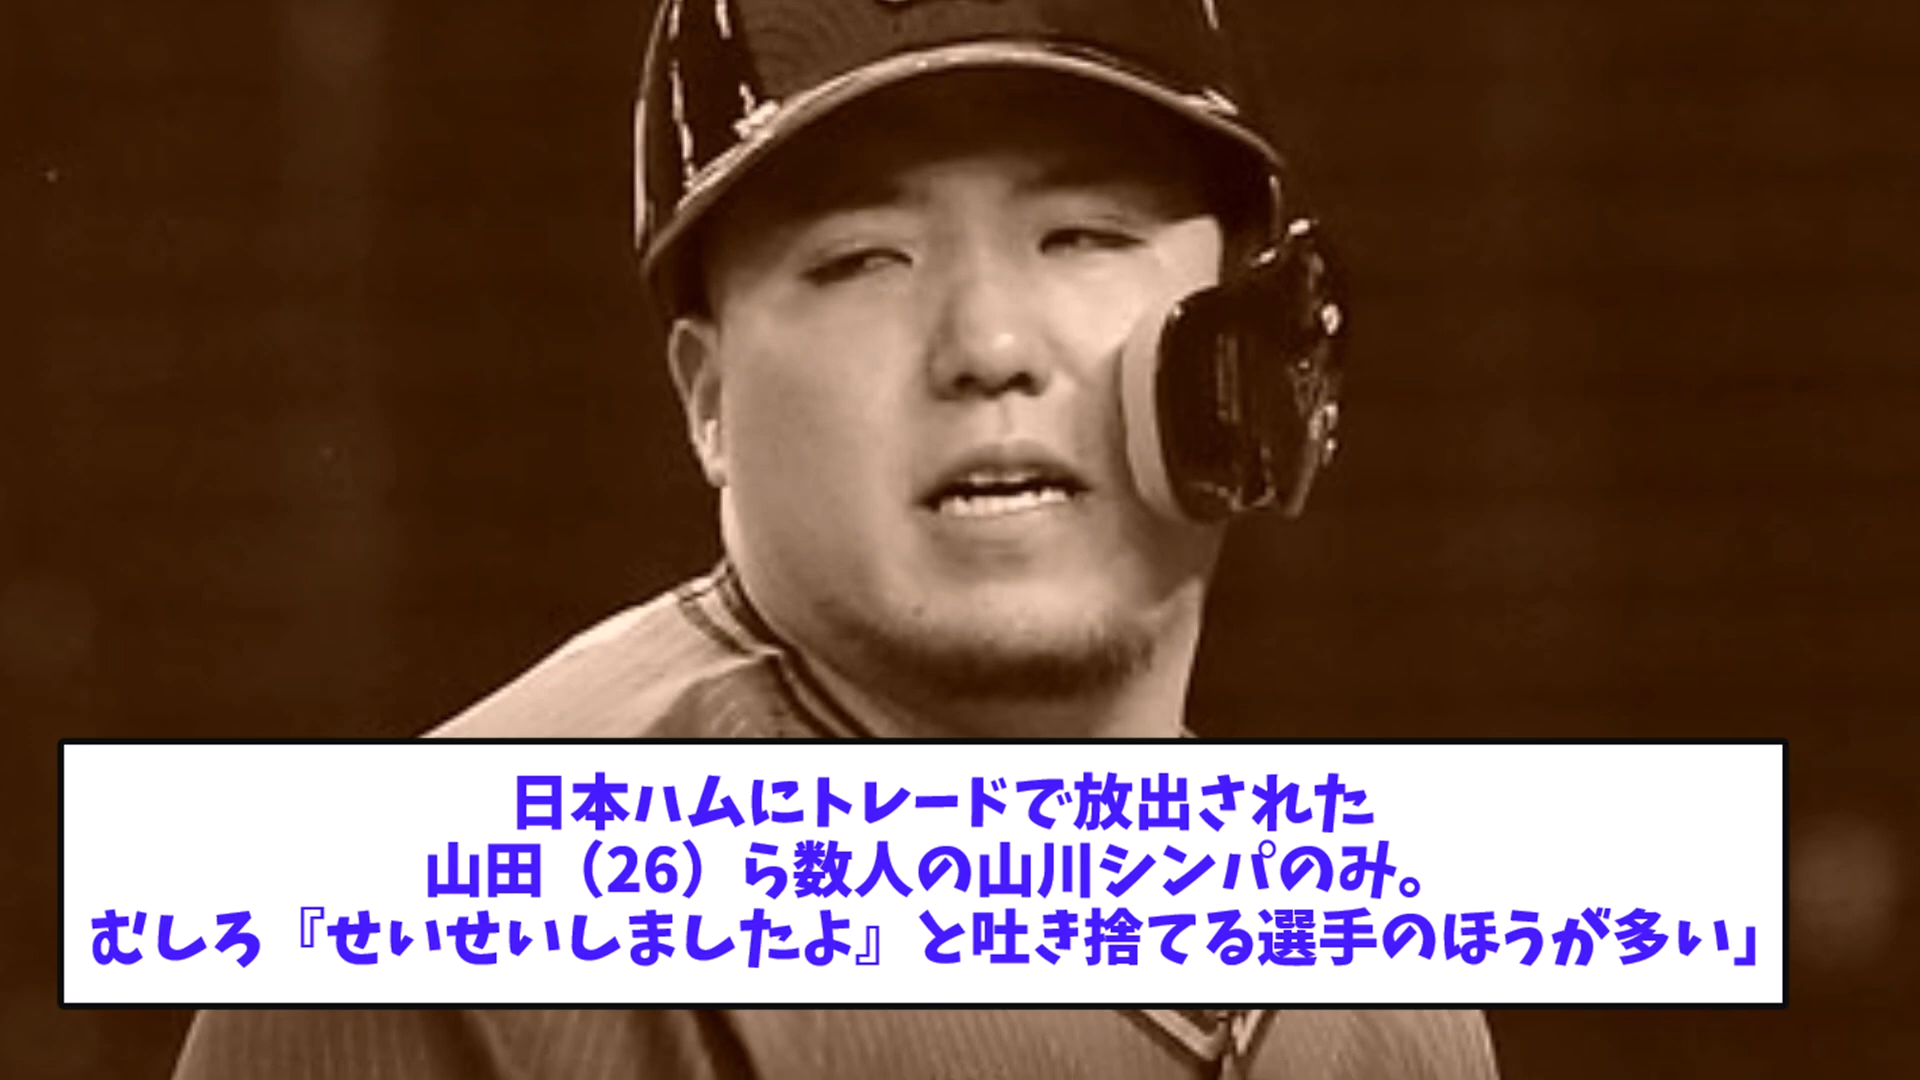 日本ハムにトレードで放出された
山田（26）ら数人の山川シンパのみ。
むしろ『せいせいしましたよ』と吐き捨てる選手のほうが多い」